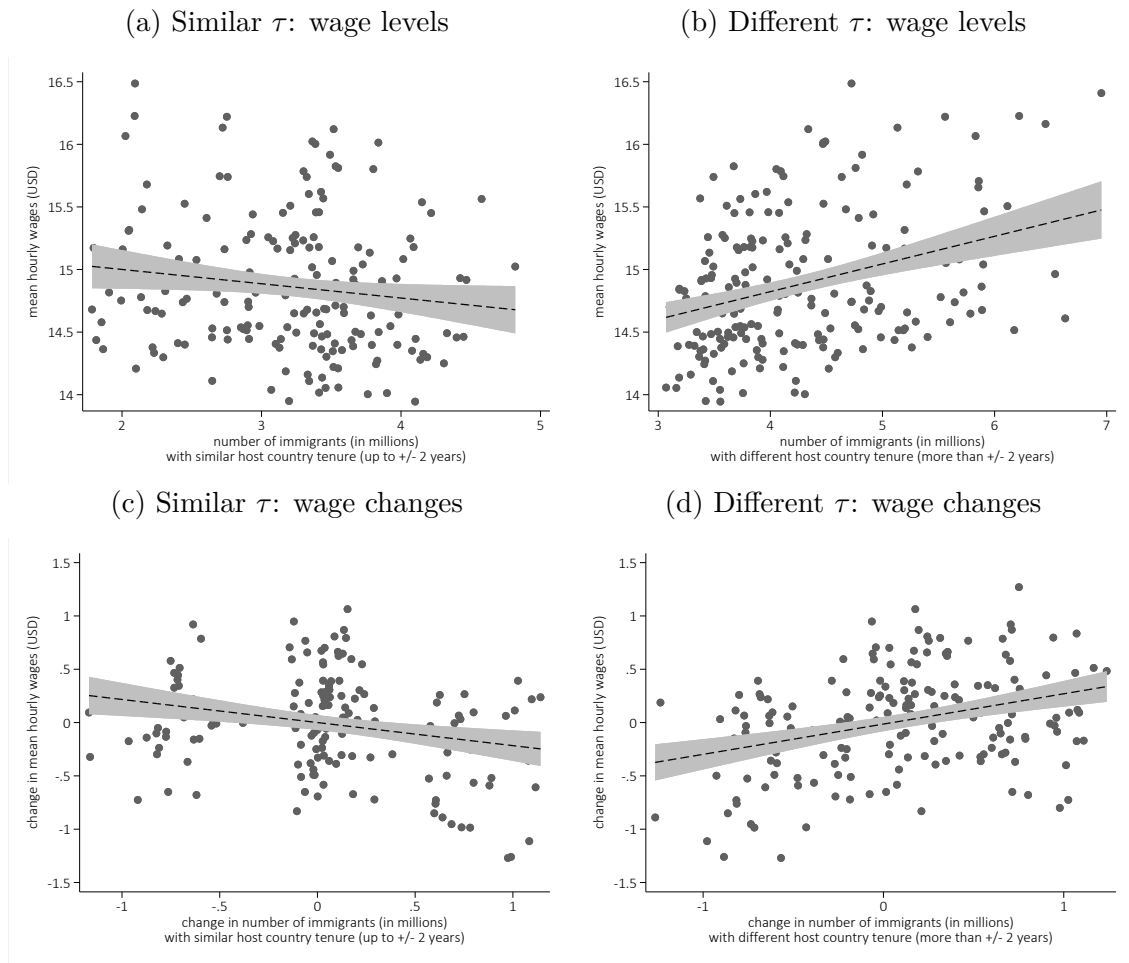 (a) Similar τ: wage levels
16.5
16
15.5
15
14.5
14
mean hourly wages (USD)
2 3 4 5
number of immigrants (in millions)
with similar host country tenure (up to +/- 2 years)
(b) Different τ: wage levels
16.5
16
15.5
15
14.5
14
mean hourly wages (USD)
3 4 5 6 7
number of immigrants (in millions)
with different host country tenure (more than +/- 2 years)
(c) Similar τ: wage changes
1.5
1
.5
0
-.5
-1
-1.5
change in mean hourly wages (USD)
-1 -.5 0 .5 1
change in number of immigrants (in millions)
with similar host country tenure (up to +/- 2 years)
(d) Different τ: wage changes
1.5
1
.5
0
-.5
-1
-1.5
change in mean hourly wages (USD)
-1 0 1
change in number of immigrants (in millions)
with different host country tenure (more than +/- 2 years)